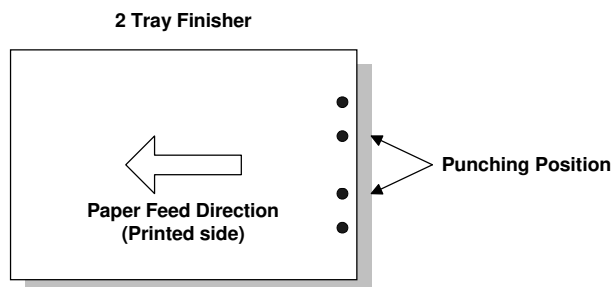 2 Tray Finisher
Punching Position
Paper Feed Direction
(Printed side)